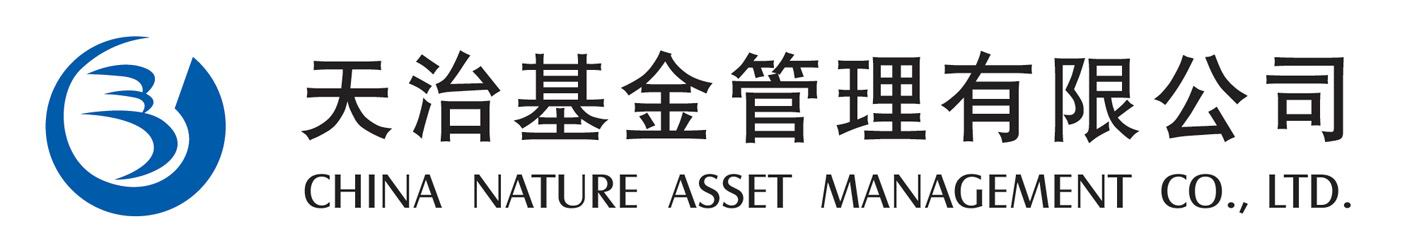 天治基金管理有限公司
CHINA NATURE ASSET MANAGEMENT CO., LTD.